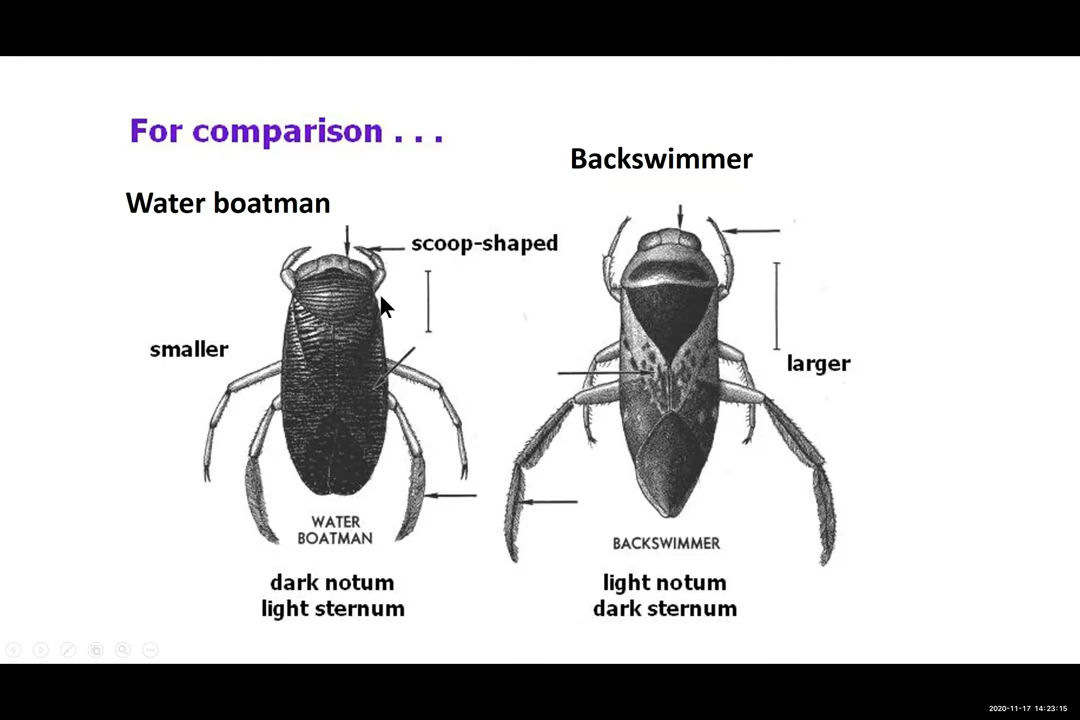 For comparison . . .
Backswimmer
Water boatman
scoop-shaped
smaller
larger
WATER
BOATMAN
BACKSWIMMER
dark notum
light sternum
light notum
dark sternum
2020-11-17 14:23:15